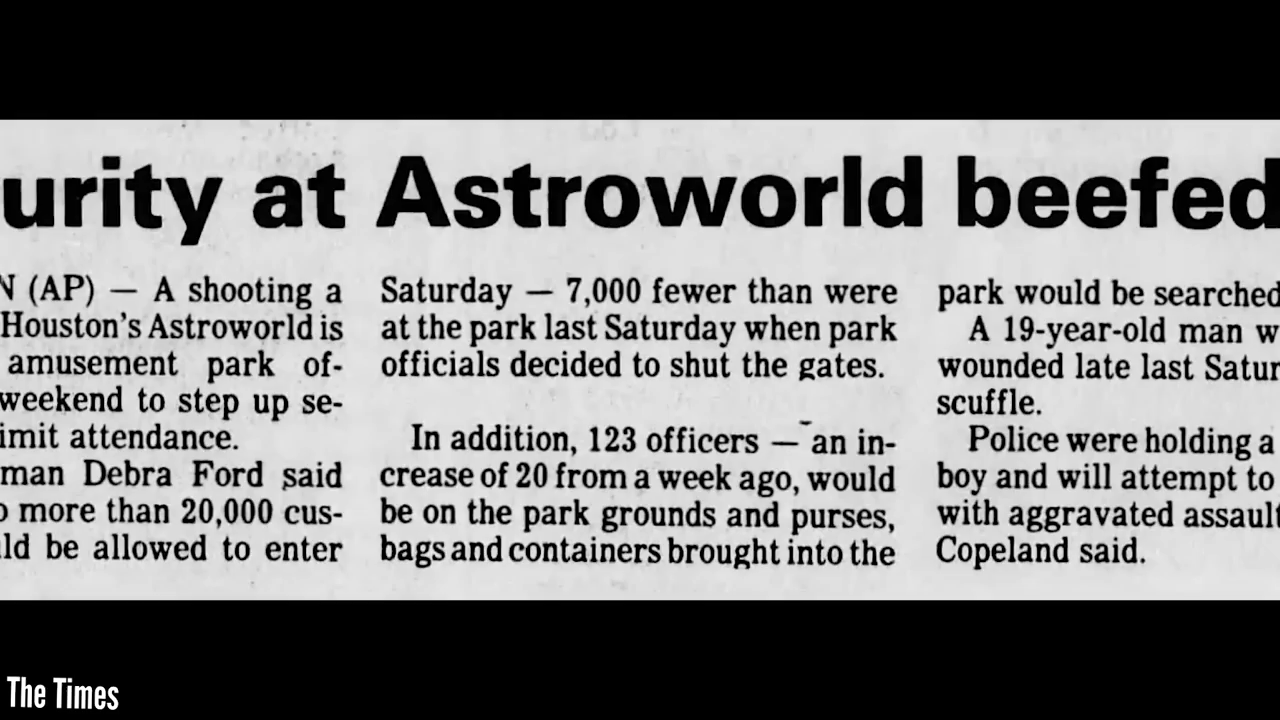 urity at Astroworld beefed
N (AP) — A shooting a
Houston's Astroworld is
amusement park of-
weekend to step up se-
imit attendance.
man Debra Ford said
o more than 20,000 cus-
ld be allowed to enter
Saturday — 7,000 fewer than were
at the park last Saturday when park
officials decided to shut the gates.
In addition, 123 officers — an in-
crease of 20 from a week ago, would
be on the park grounds and purses,
bags and containers brought into the
park would be searched
A 19-year-old man w
wounded late last Satur
scuffle.
Police were holding a
boy and will attempt to
with aggravated assault
Copeland said.
The Times